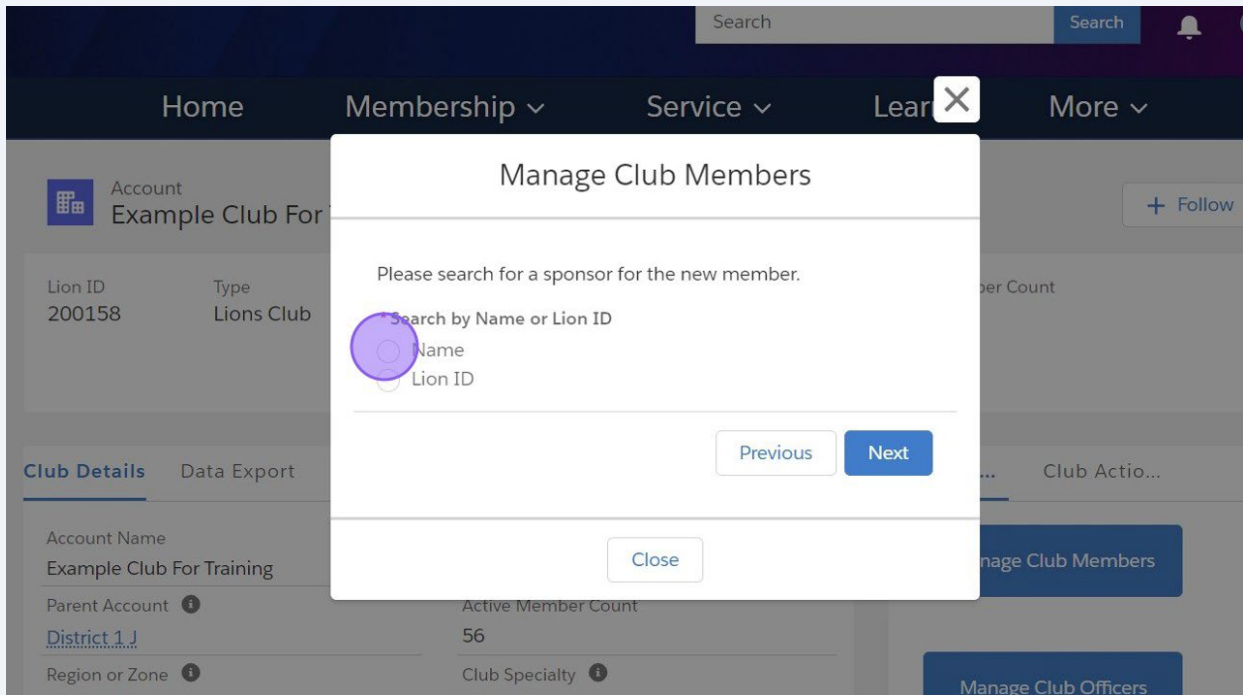 Search Search
Home Membership Service Lear More
Account
Example Club For
+ Follow
Manage Club Members
Please search for a sponsor for the new member.
* Search by Name or Lion ID
Name
Lion ID
Previous Next
Close
Lion ID Type Count
200158 Lions Club
Club Details Data Export
... Club Actio...
Account Name
Example Club For Training
Parent Account
District 1 J
Active Member Count
56
Region or Zone Club Specialty
Club Members
Manage Club Officers